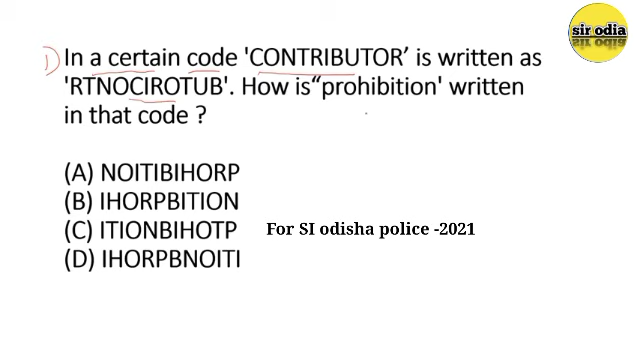 sir odia
1) In a certain code 'CONTRIBUTOR' is written as
'RTNOCIROTUB'. How is“prohibition' written
in that code ?
(A) NOITIBIHORP
(B) IHORPBITION
(C) ITIONBIHOTP
For SI odisha police -2021
(D) IHORPBNOITI